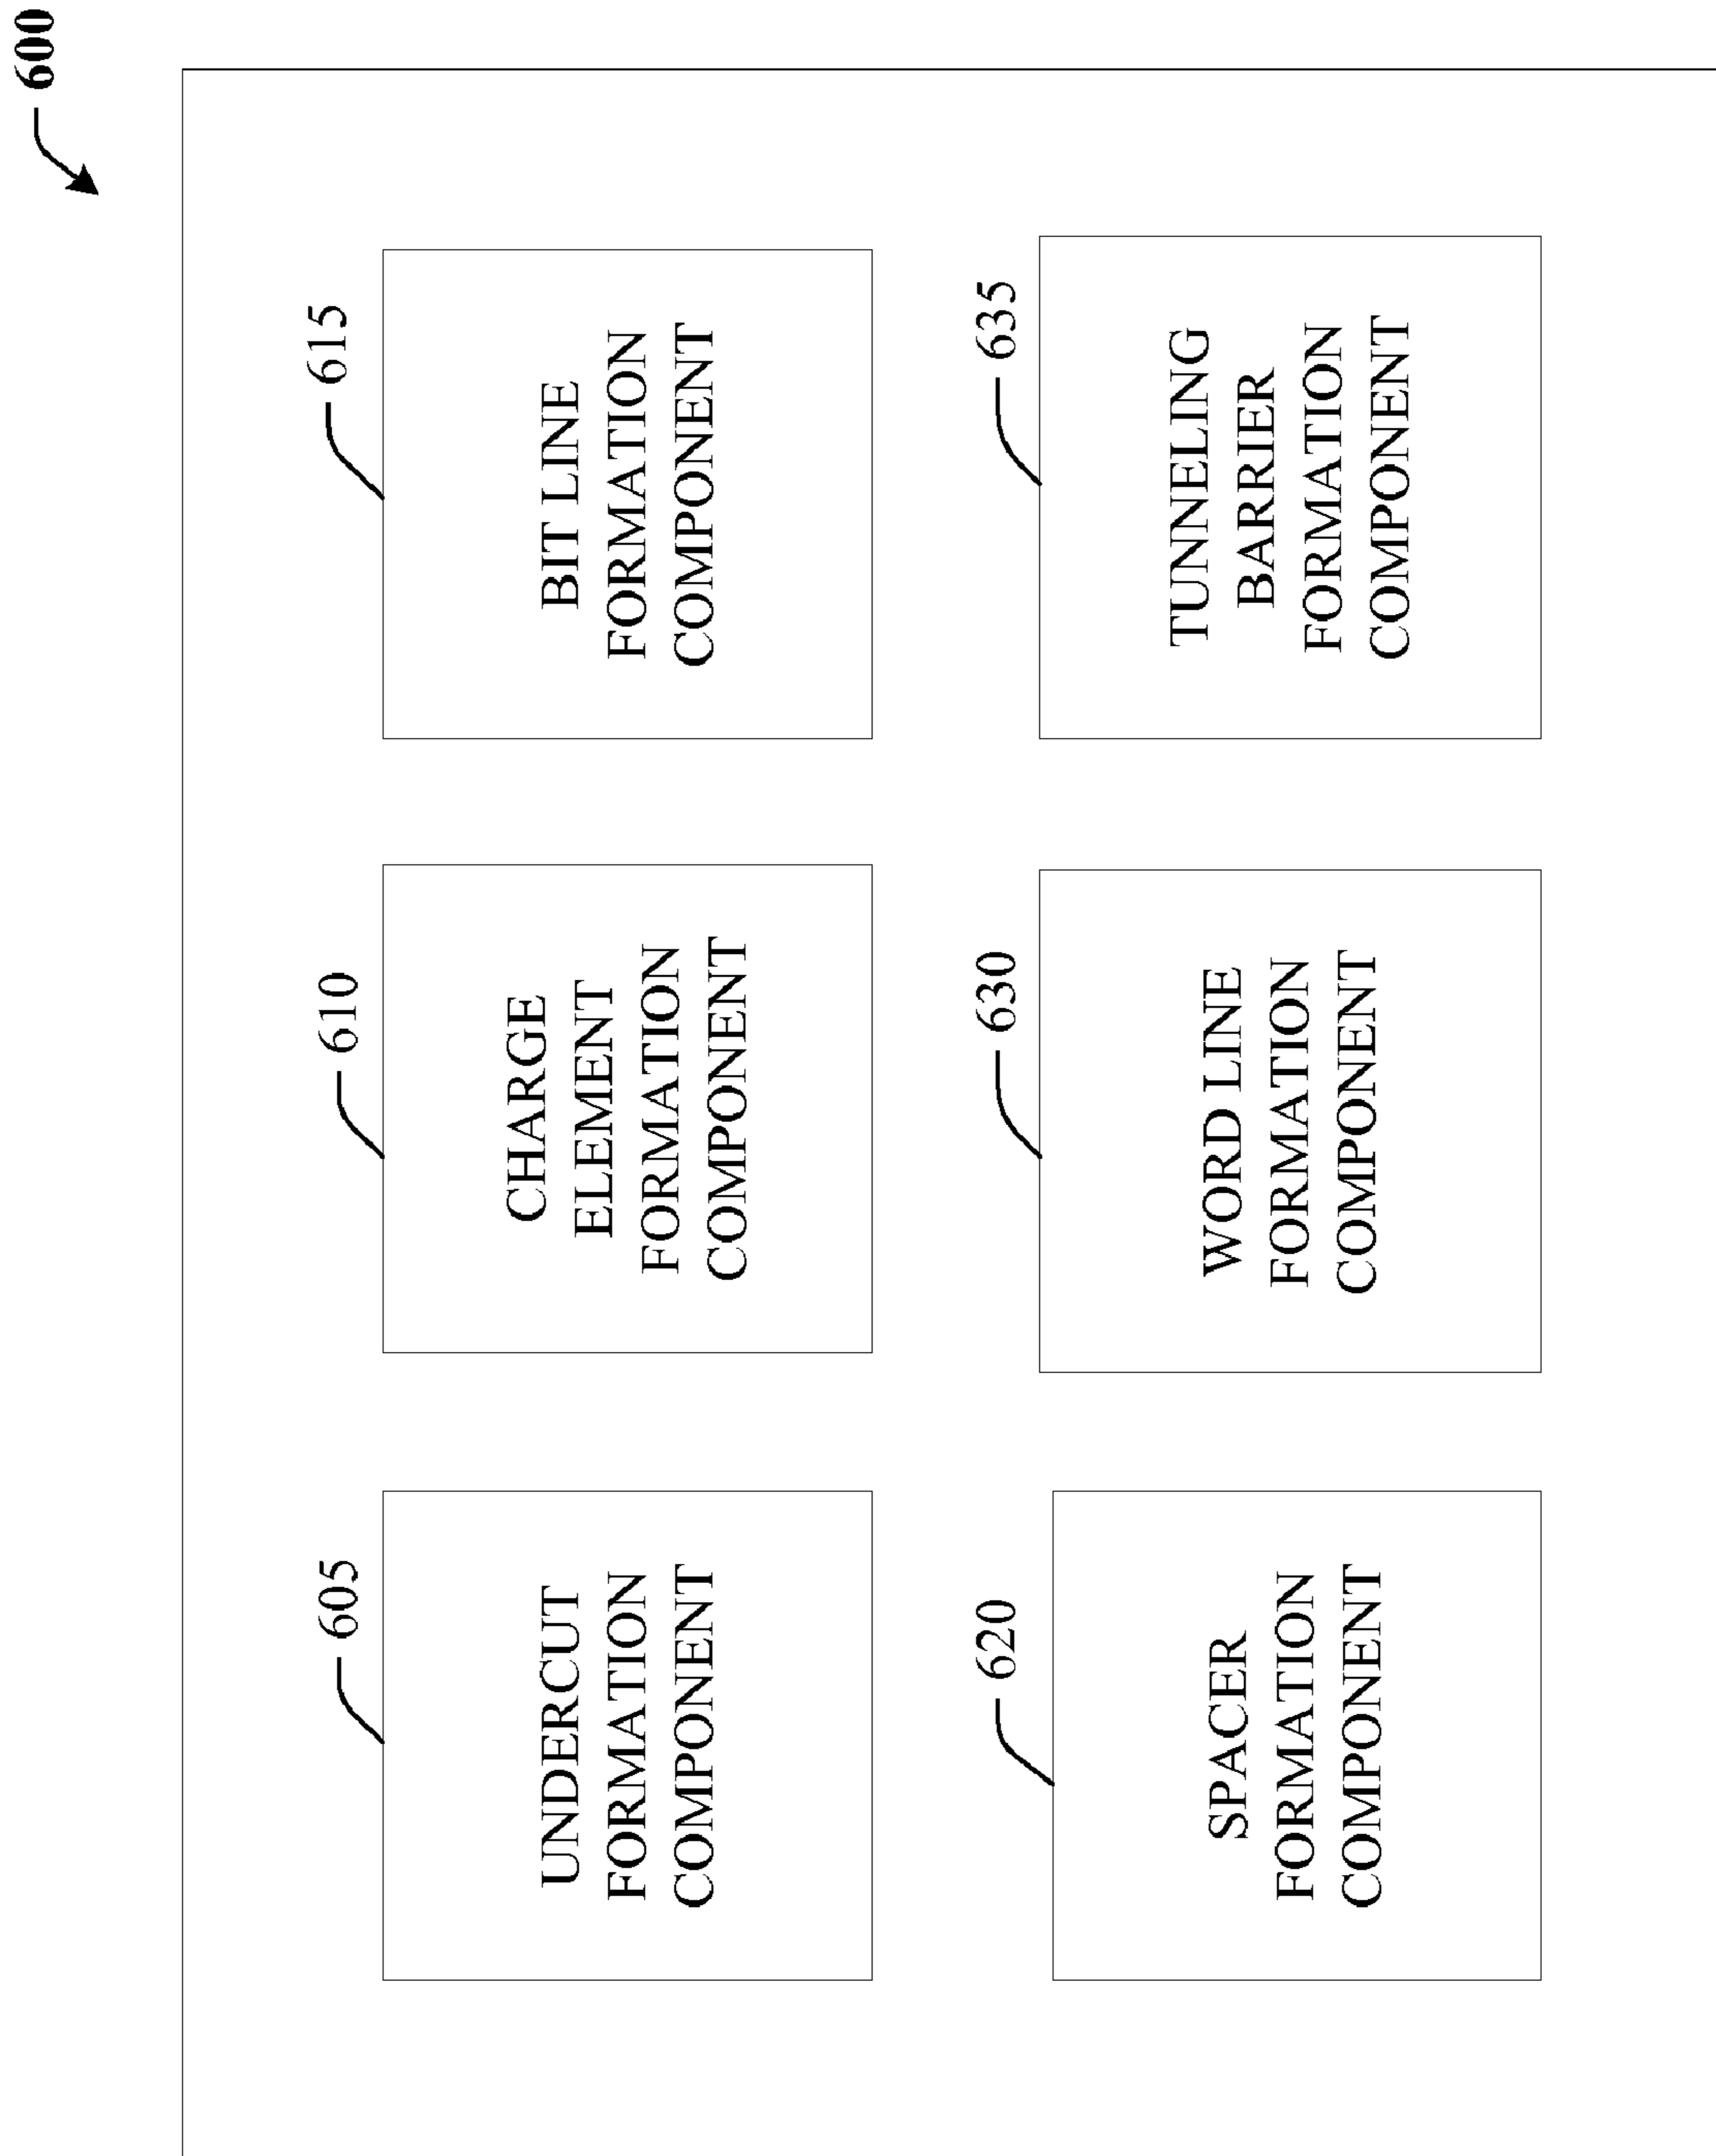 600
605
UNDERCUT
FORMATION
COMPONENT
610
CHARGE
ELEMENT
FORMATION
COMPONENT
615
BIT LINE
FORMATION
COMPONENT
620
SPACER
FORMATION
COMPONENT
630
WORD LINE
FORMATION
COMPONENT
635
TUNNELING
BARRIER
FORMATION
COMPONENT